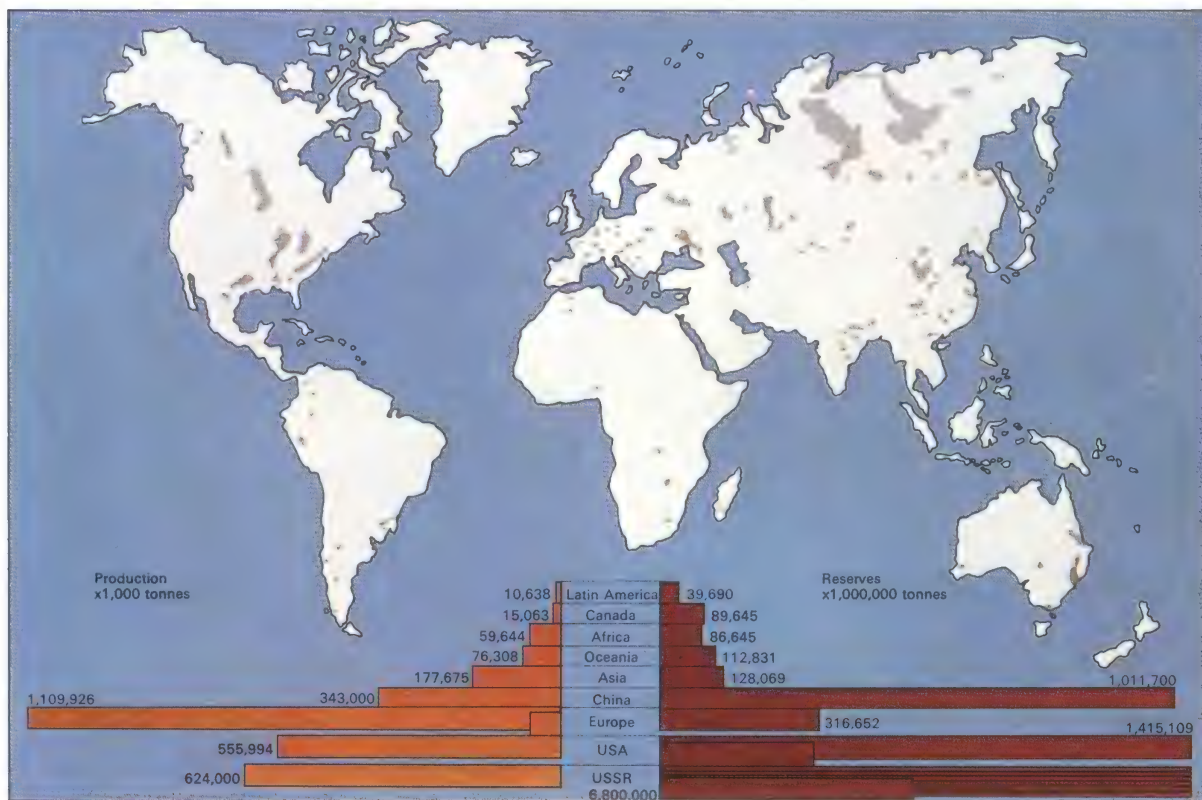 Production
x1,000 tonnes
Reserves
x1,000,000 tonnes
10,638 Latin America 39,690
15,063 Canada 89,645
59,644 Africa 86,645
76,308 Oceania 112,831
177,675 Asia 128,069
343,000 China 1,011,700
1,109,926 Europe 316,652
555,994 USA 1,415,109
624,000 USSR
6,800,000